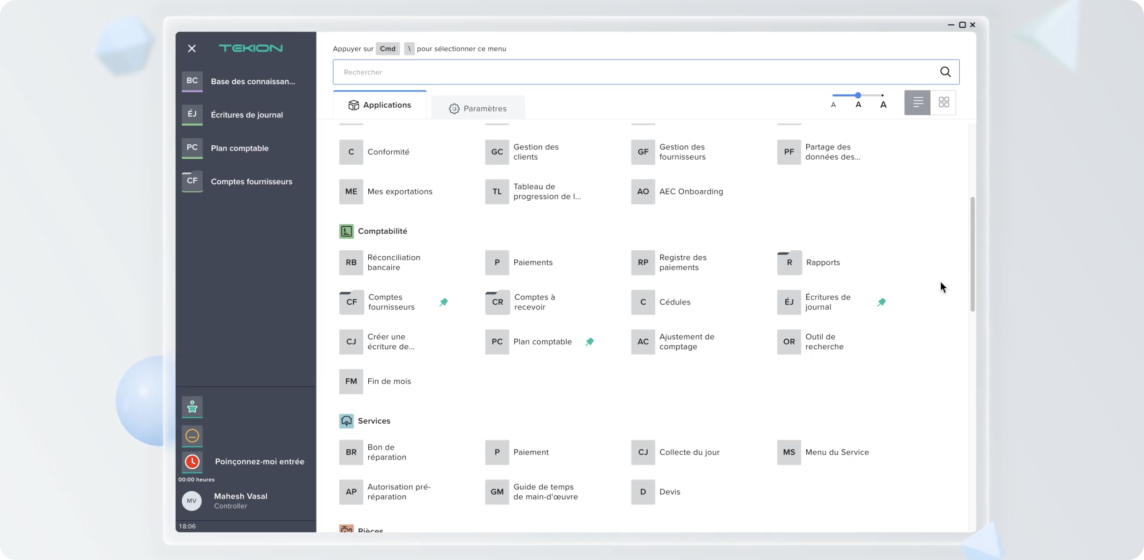 TEKION
Appuyer sur Cmd \ pour sélectionner ce menu
Rechercher
BC Base des connaissan...
ÉJ Écritures de journal
PC Plan comptable
CF Comptes fournisseurs
Applications
Paramètres
A A A
C Conformité
GC Gestion des
clients
GF Gestion des
fournisseurs
PF Partage des
données des...
ME Mes exportations
TL Tableau de
progression de l...
AO AEC Onboarding
Comptabilité
RB Réconciliation
bancaire
P Paiements
RP Registre des
paiements
R Rapports
CF Comptes
fournisseurs
CR Comptes à
recevoir
C Cédules
ÉJ Écritures de
journal
CJ Créer une
écriture de...
PC Plan comptable
AC Ajustement de
comptage
OR Outil de
recherche
FM Fin de mois
Services
BR Bon de
réparation
P Paiement
CJ Collecte du jour
MS Menu du Service
AP Autorisation pré-
réparation
GM Guide de temps
de main-d'œuvre
D Devis
Pièces
Poinçonnez-moi entrée
00:00 heures
MV Mahesh Vasal
Controller
18:06